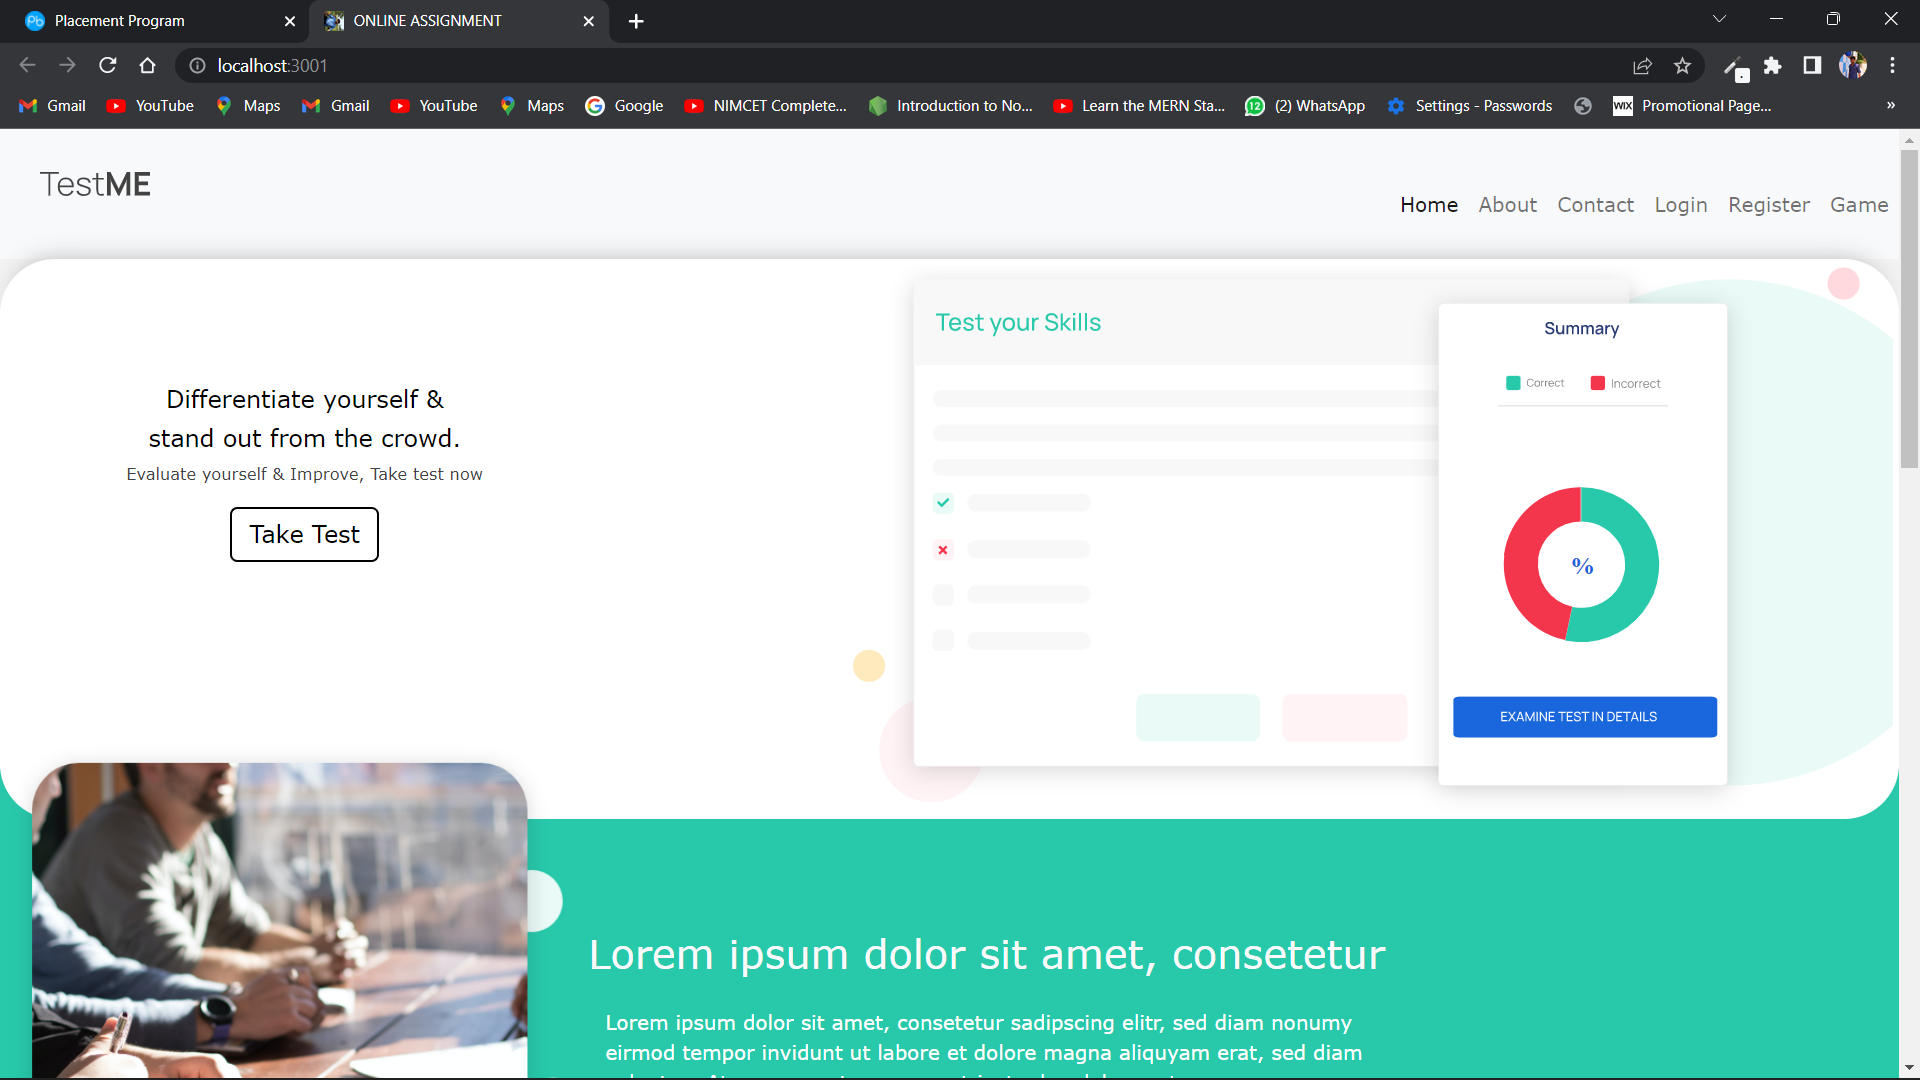 Placement Program
ONLINE ASSIGNMENT
localhost:3001
Gmail YouTube Maps Gmail YouTube Maps Google NIMCET Complete... Introduction to No... Learn the MERN Sta... (2) WhatsApp Settings - Passwords WIX Promotional Page... »
TestME
Home About Contact Login Register Game
Differentiate yourself &
stand out from the crowd.
Evaluate yourself & Improve, Take test now
Take Test
Test your Skills
Summary
Correct Incorrect
%
EXAMINE TEST IN DETAILS
Lorem ipsum dolor sit amet, consetetur
Lorem ipsum dolor sit amet, consetetur sadipscing elitr, sed diam nonumy
eirmod tempor invidunt ut labore et dolore magna aliquyam erat, sed diam